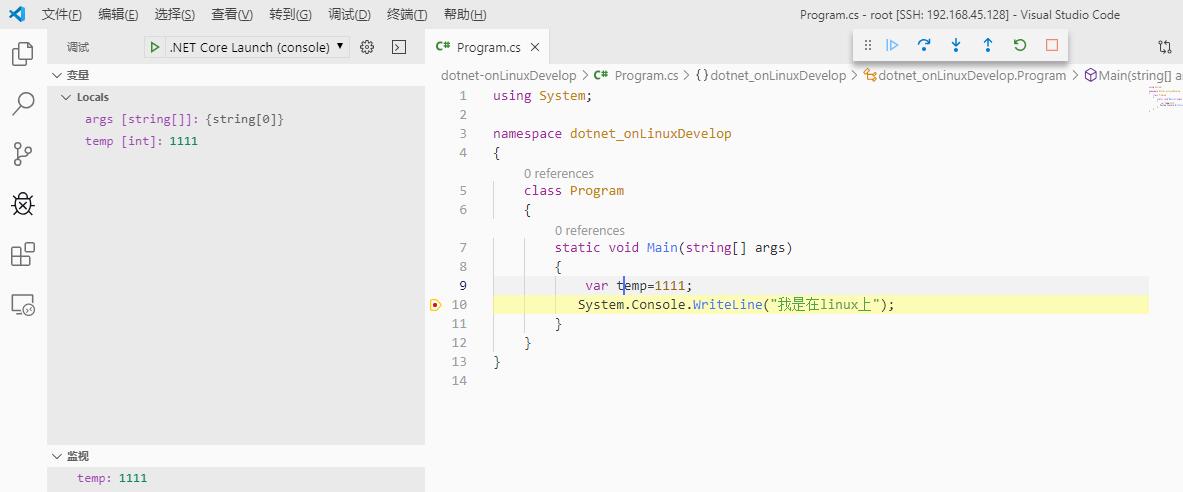 文件(F) 编辑(E) 选择(S) 查看(V) 转到(G) 调试(D) 终端(T) 帮助(H) Program.cs - root [SSH: 192.168.45.128] - Visual Studio Code
调试 .NET Core Launch (console)
变量
Locals
args [string[]]: {string[0]}
temp [int]: 1111
监视
temp: 1111
C# Program.cs
dotnet-onLinuxDevelop > C# Program.cs > {} dotnet_onLinuxDevelop > dotnet_onLinuxDevelop.Program > Main(string[] a
1 using System;
2
3 namespace dotnet_onLinuxDevelop
4 {
0 references
5 class Program
6 {
0 references
7 static void Main(string[] args)
8 {
9 var temp=1111;
10 System.Console.WriteLine("我是在linux上");
11 }
12 }
13 }
14